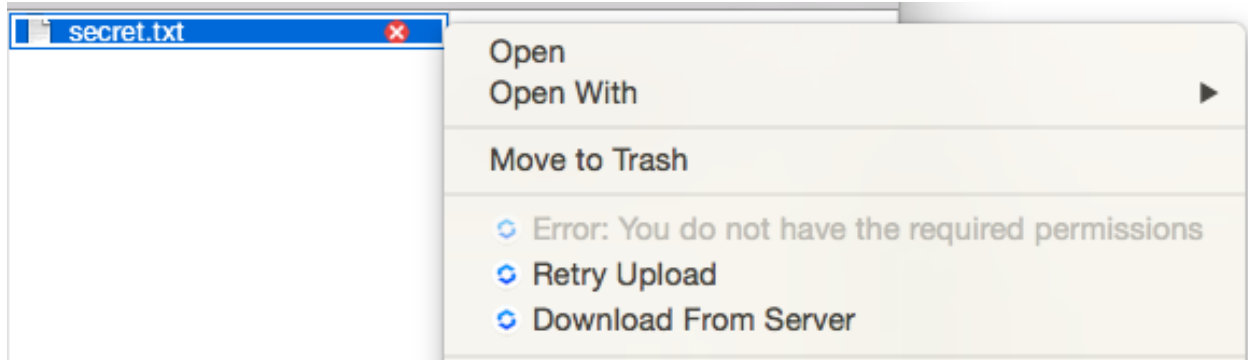 secret.txt
Open
Open With
Move to Trash
Error: You do not have the required permissions
Retry Upload
Download From Server